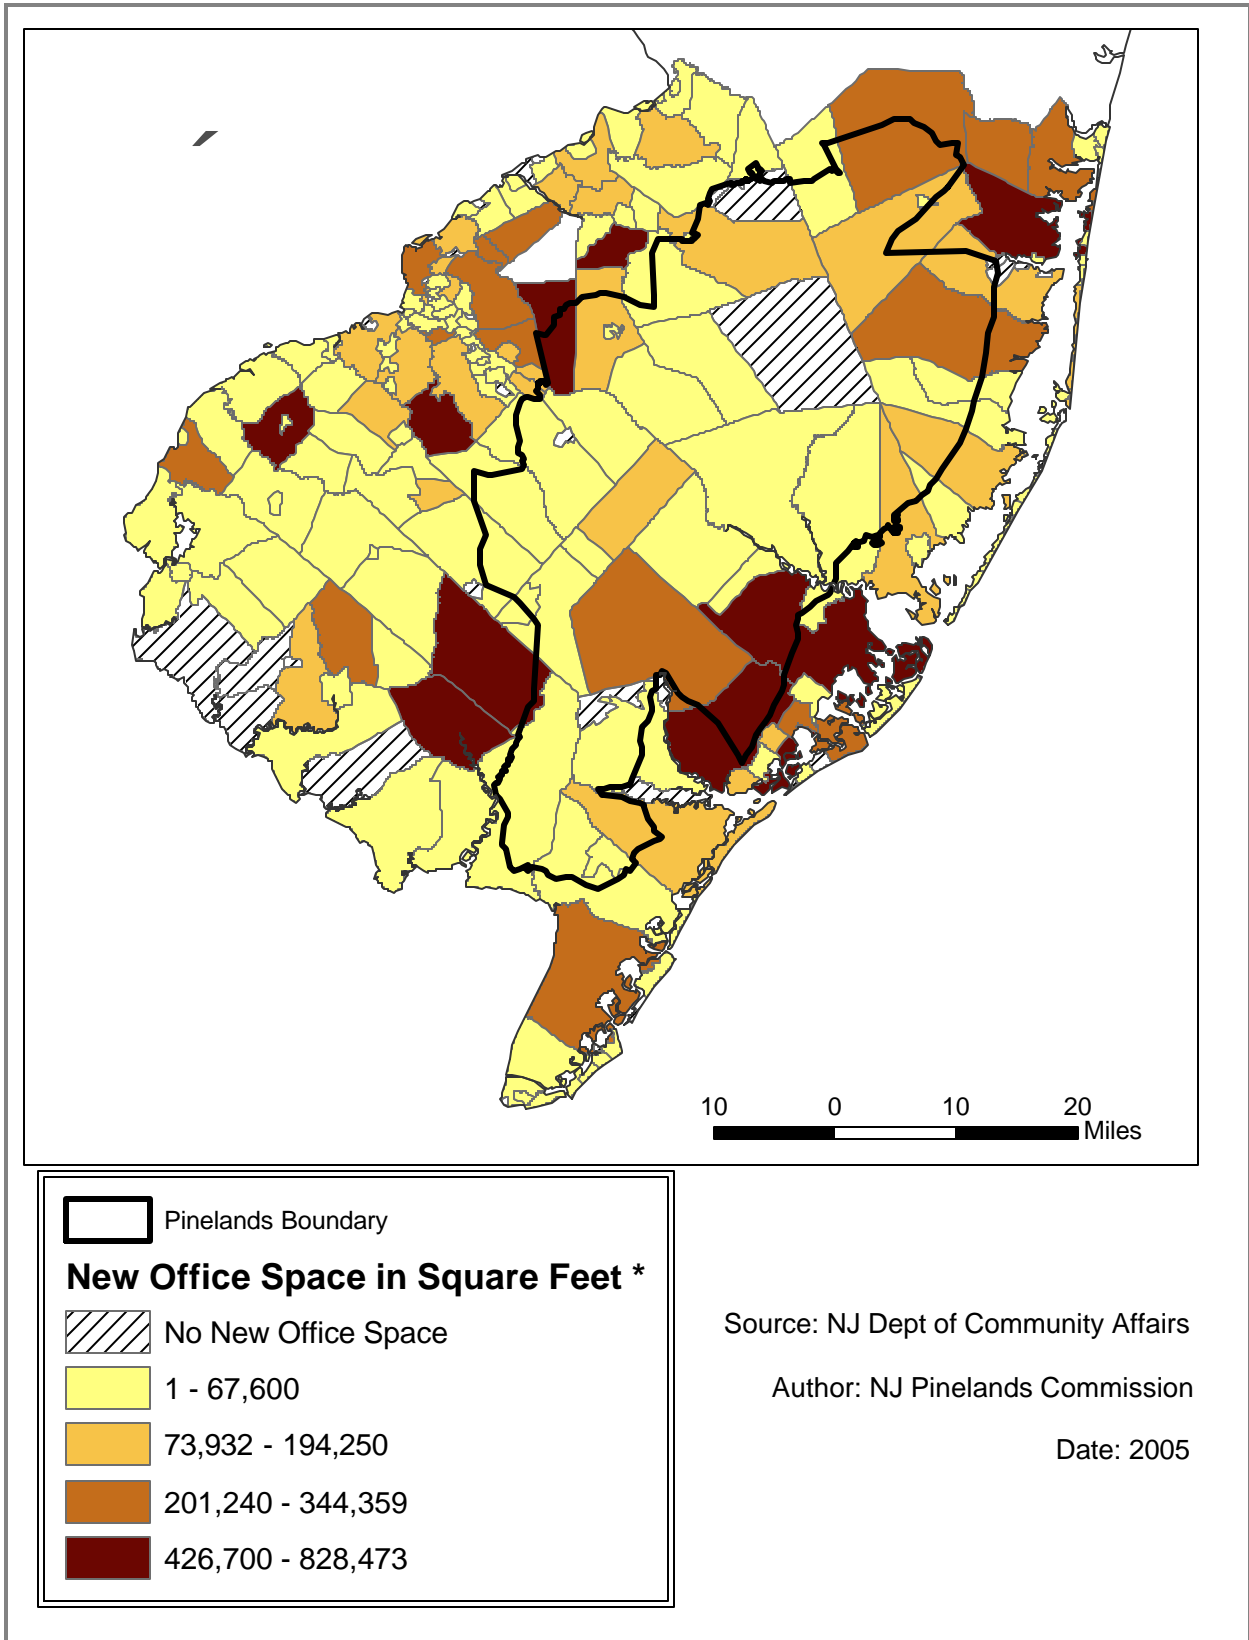 10 0 10 20
Miles
Pinelands Boundary
New Office Space in Square Feet *
No New Office Space
1 - 67,600
73,932 - 194,250
201,240 - 344,359
426,700 - 828,473
Source: NJ Dept of Community Affairs
Author: NJ Pinelands Commission
Date: 2005